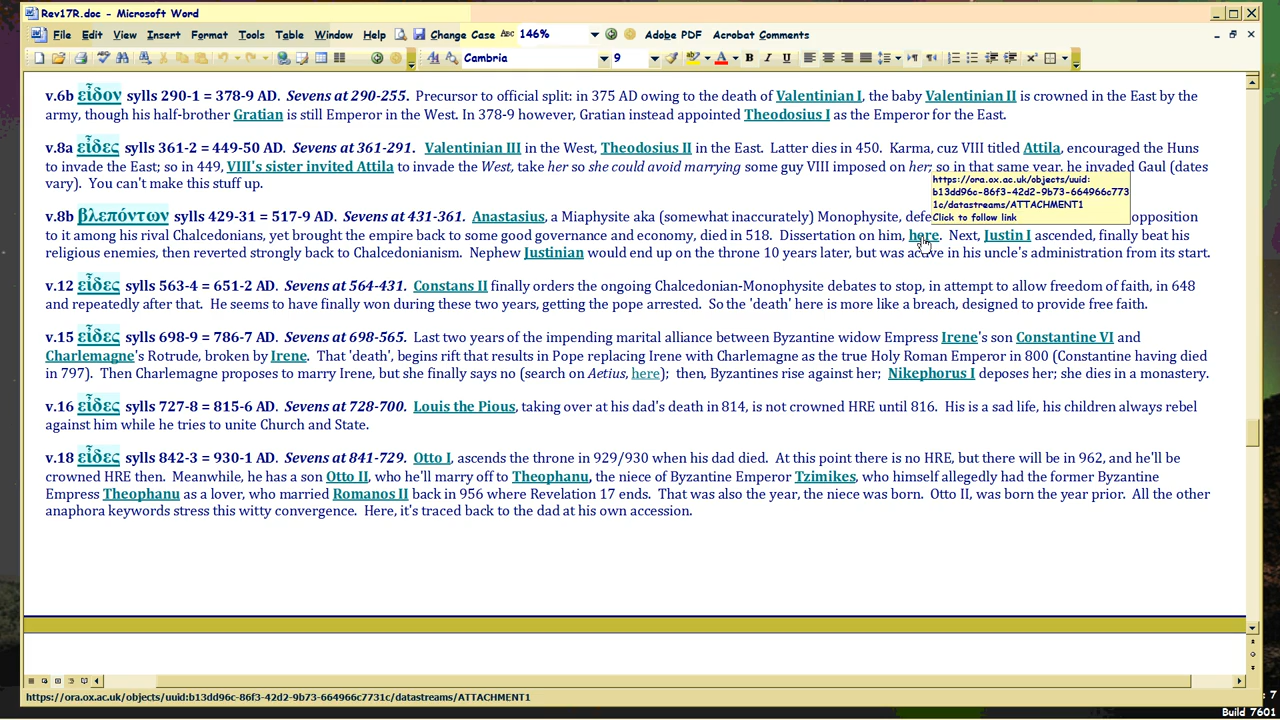 Rev17R.doc - Microsoft Word
File Edit View Insert Format Tools Table Window Help Change Case Abc 146% Adobe PDF Acrobat Comments
Cambria 9 B I U A
v.6b εἶδον sylls 290-1 = 378-9 AD. Sevens at 290-255. Precursor to official split: in 375 AD owing to the death of Valentinian I, the baby Valentinian II is crowned in the East by the
army, though his half-brother Gratian is still Emperor in the West. In 378-9 however, Gratian instead appointed Theodosius I as the Emperor for the East.
v.8a εἶδες sylls 361-2 = 449-50 AD. Sevens at 361-291. Valentinian III in the West, Theodosius II in the East. Latter dies in 450. Karma, cuz VIII titled Attila, encouraged the Huns
to invade the East; so in 449, VIII's sister invited Attila to invade the West, take her so she could avoid marrying some guy VIII imposed on her; so in that same year, he invaded Gaul (dates
vary). You can't make this stuff up.
https://ora.ox.ac.uk/objects/uuid:
b13dd96c-86f3-42d2-9b73-664966c773
1c/datastreams/ATTACHMENT1
Click to follow link
v.8b βλεπόντων sylls 429-31 = 517-9 AD. Sevens at 431-361. Anastasius, a Miaphysite aka (somewhat inaccurately) Monophysite, defe opposition
to it among his rival Chalcedonians, yet brought the empire back to some good governance and economy, died in 518. Dissertation on him, here. Next, Justin I ascended, finally beat his
religious enemies, then reverted strongly back to Chalcedonianism. Nephew Justinian would end up on the throne 10 years later, but was active in his uncle's administration from its start.
v.12 εἶδες sylls 563-4 = 651-2 AD. Sevens at 564-431. Constans II finally orders the ongoing Chalcedonian-Monophysite debates to stop, in attempt to allow freedom of faith, in 648
and repeatedly after that. He seems to have finally won during these two years, getting the pope arrested. So the 'death' here is more like a breach, designed to provide free faith.
v.15 εἶδες sylls 698-9 = 786-7 AD. Sevens at 698-565. Last two years of the impending marital alliance between Byzantine widow Empress Irene's son Constantine VI and
Charlemagne's Rotrude, broken by Irene. That 'death', begins rift that results in Pope replacing Irene with Charlemagne as the true Holy Roman Emperor in 800 (Constantine having died
in 797). Then Charlemagne proposes to marry Irene, but she finally says no (search on Aetius, here); then, Byzantines rise against her; Nikephorus I deposes her; she dies in a monastery.
v.16 εἶδες sylls 727-8 = 815-6 AD. Sevens at 728-700. Louis the Pious, taking over at his dad's death in 814, is not crowned HRE until 816. His is a sad life, his children always rebel
against him while he tries to unite Church and State.
v.18 εἶδες sylls 842-3 = 930-1 AD. Sevens at 841-729. Otto I, ascends the throne in 929/930 when his dad died. At this point there is no HRE, but there will be in 962, and he'll be
crowned HRE then. Meanwhile, he has a son Otto II, who he'll marry off to Theophanu, the niece of Byzantine Emperor Tzimikes, who himself allegedly had the former Byzantine
Empress Theophanu as a lover, who married Romanos II back in 956 where Revelation 17 ends. That was also the year, the niece was born. Otto II, was born the year prior. All the other
anaphora keywords stress this witty convergence. Here, it's traced back to the dad at his own accession.
https://ora.ox.ac.uk/objects/uuid:b13dd96c-86f3-42d2-9b73-664966c7731c/datastreams/ATTACHMENT1
: 7
Build 7601